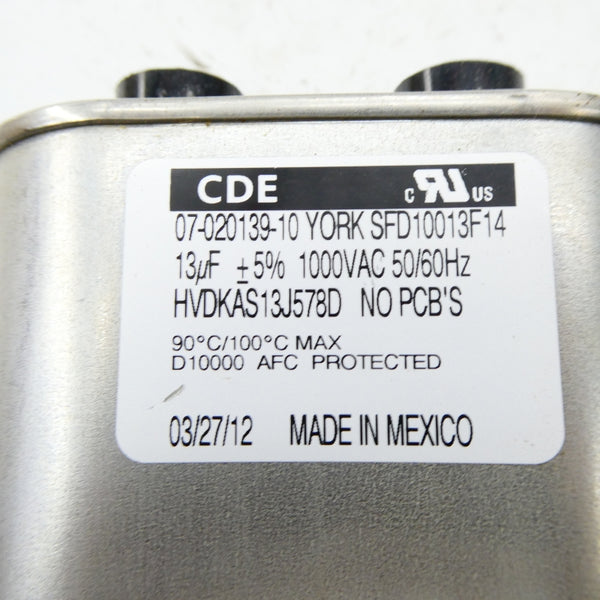 CDE c RU US
07-020139-10 YORK SFD10013F14
13µF ±5% 1000VAC 50/60Hz
HVDKAS13J578D NO PCB'S
90°C/100°C MAX
D10000 AFC PROTECTED
03/27/12 MADE IN MEXICO